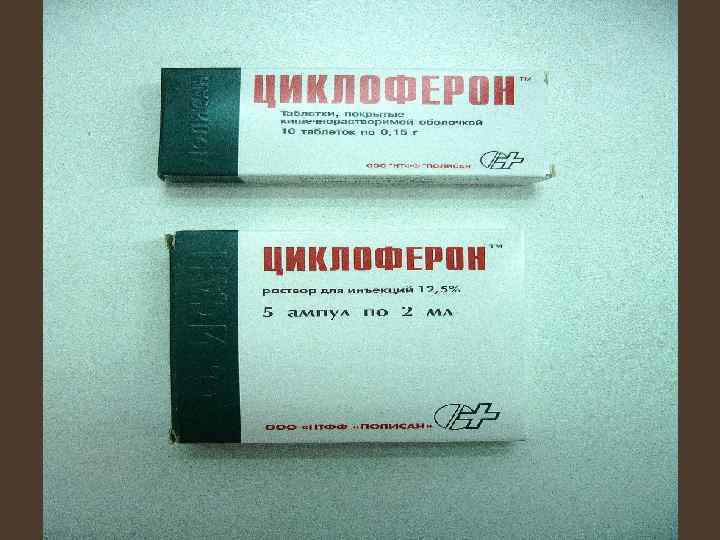 ЦИКЛОФЕРОН™
Таблетки, покрытые
кишечнорастворимой оболочкой
10 таблеток по 0,15 г
ООО "НТФФ "ПОЛИСАН"
ПОЛИСАН
ЦИКЛОФЕРОН™
раствор для инъекций 12,5%
5 ампул по 2 мл
ООО «НТФФ «ПОЛИСАН»